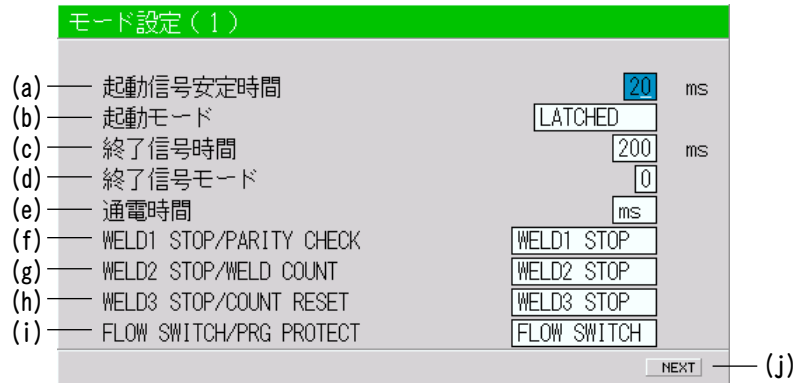 モード設定(1)
(a) 起動信号安定時間 20 ms
(b) 起動モード LATCHED
(c) 終了信号時間 200 ms
(d) 終了信号モード 0
(e) 通電時間 ms
(f) WELD1 STOP/PARITY CHECK WELD1 STOP
(g) WELD2 STOP/WELD COUNT WELD2 STOP
(h) WELD3 STOP/COUNT RESET WELD3 STOP
(i) FLOW SWITCH/PRG PROTECT FLOW SWITCH
NEXT (j)